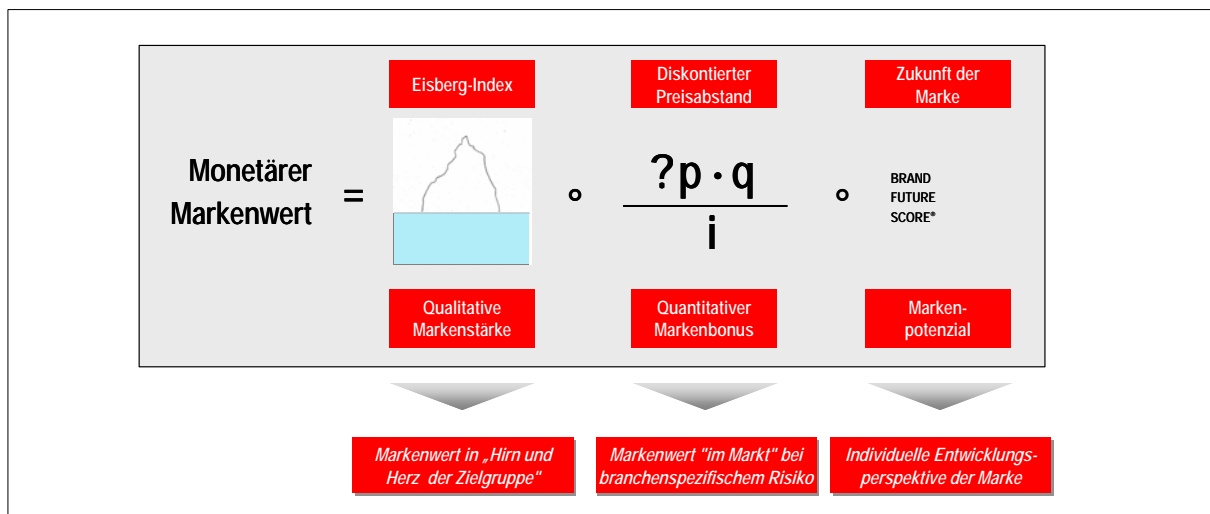 Eisberg-Index
Diskontierter
Preisabstand
Zukunft der
Marke
Monetärer
Markenwert
=
°
?p · q
i
°
BRAND
FUTURE
SCORE®
Qualitative
Markenstärke
Quantitativer
Markenbonus
Marken-
potenzial
Markenwert in „Hirn und
Herz der Zielgruppe"
Markenwert "im Markt" bei
branchenspezifischem Risiko
Individuelle Entwicklungs-
perspektive der Marke